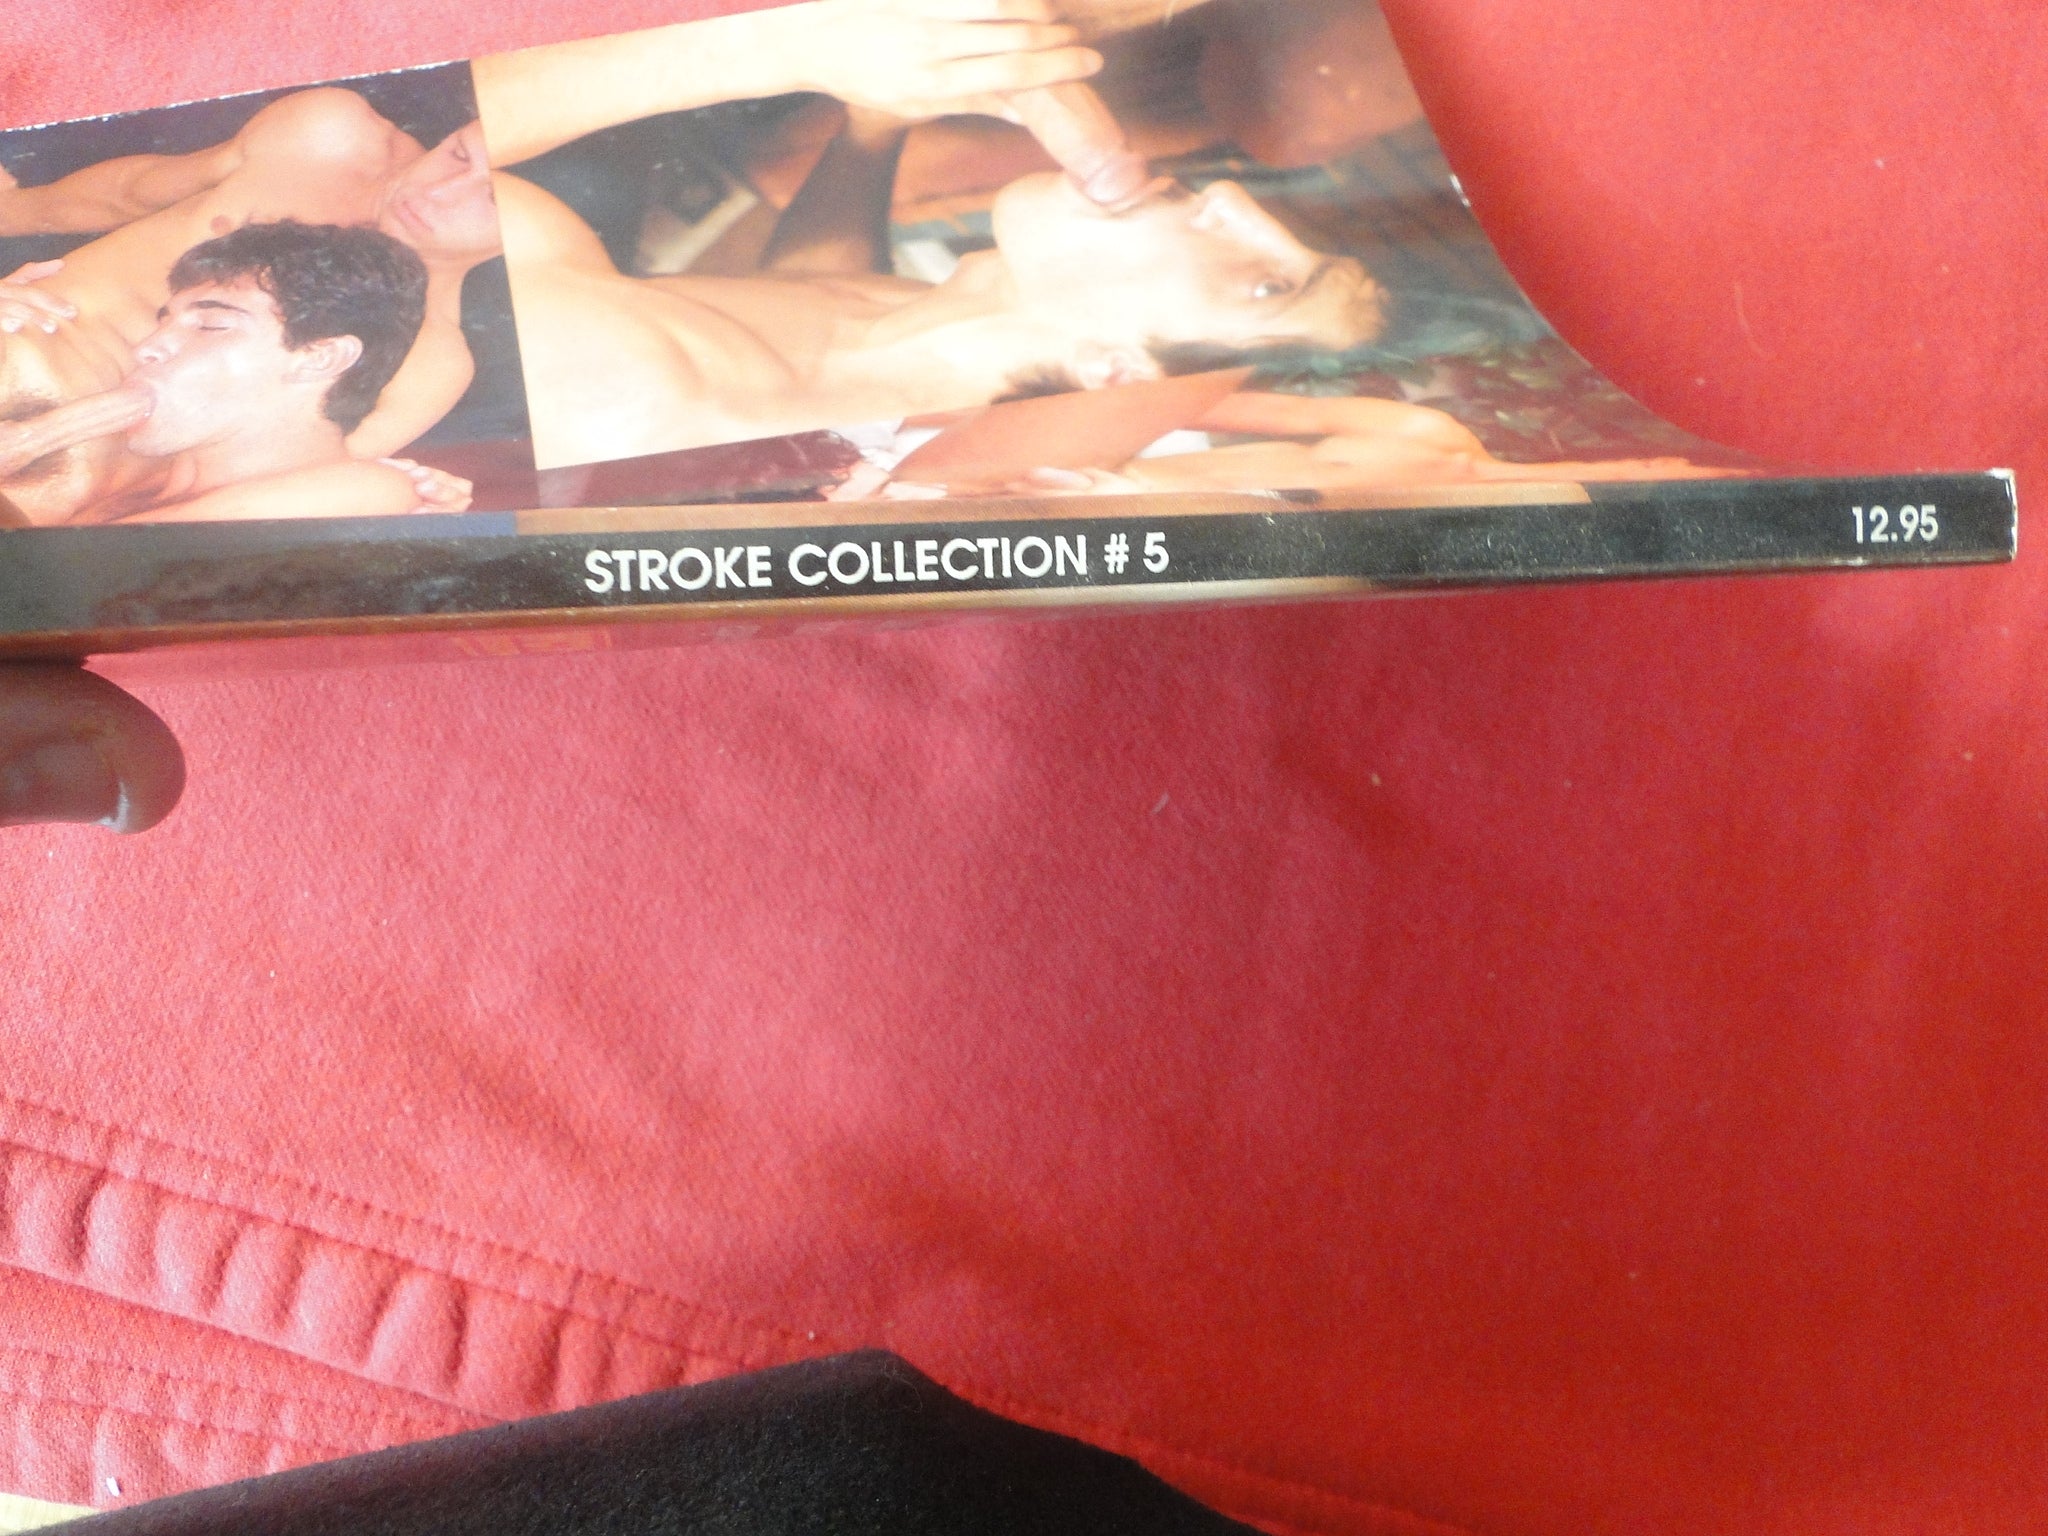 STROKE COLLECTION # 5
12.95